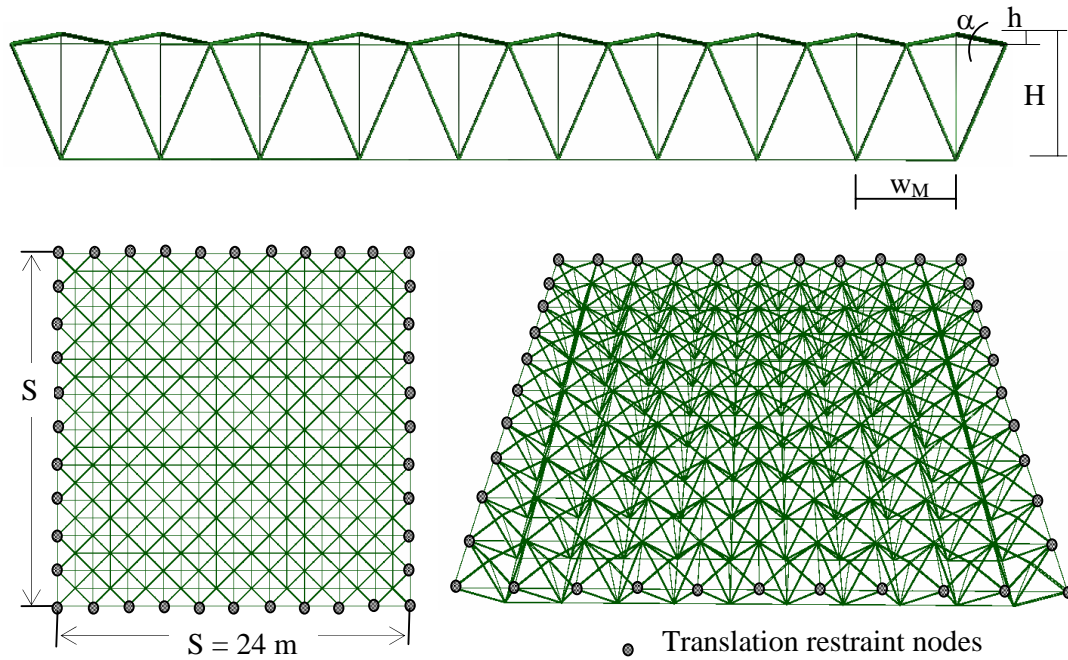 α
h
H
w_M
S
S = 24 m
Translation restraint nodes